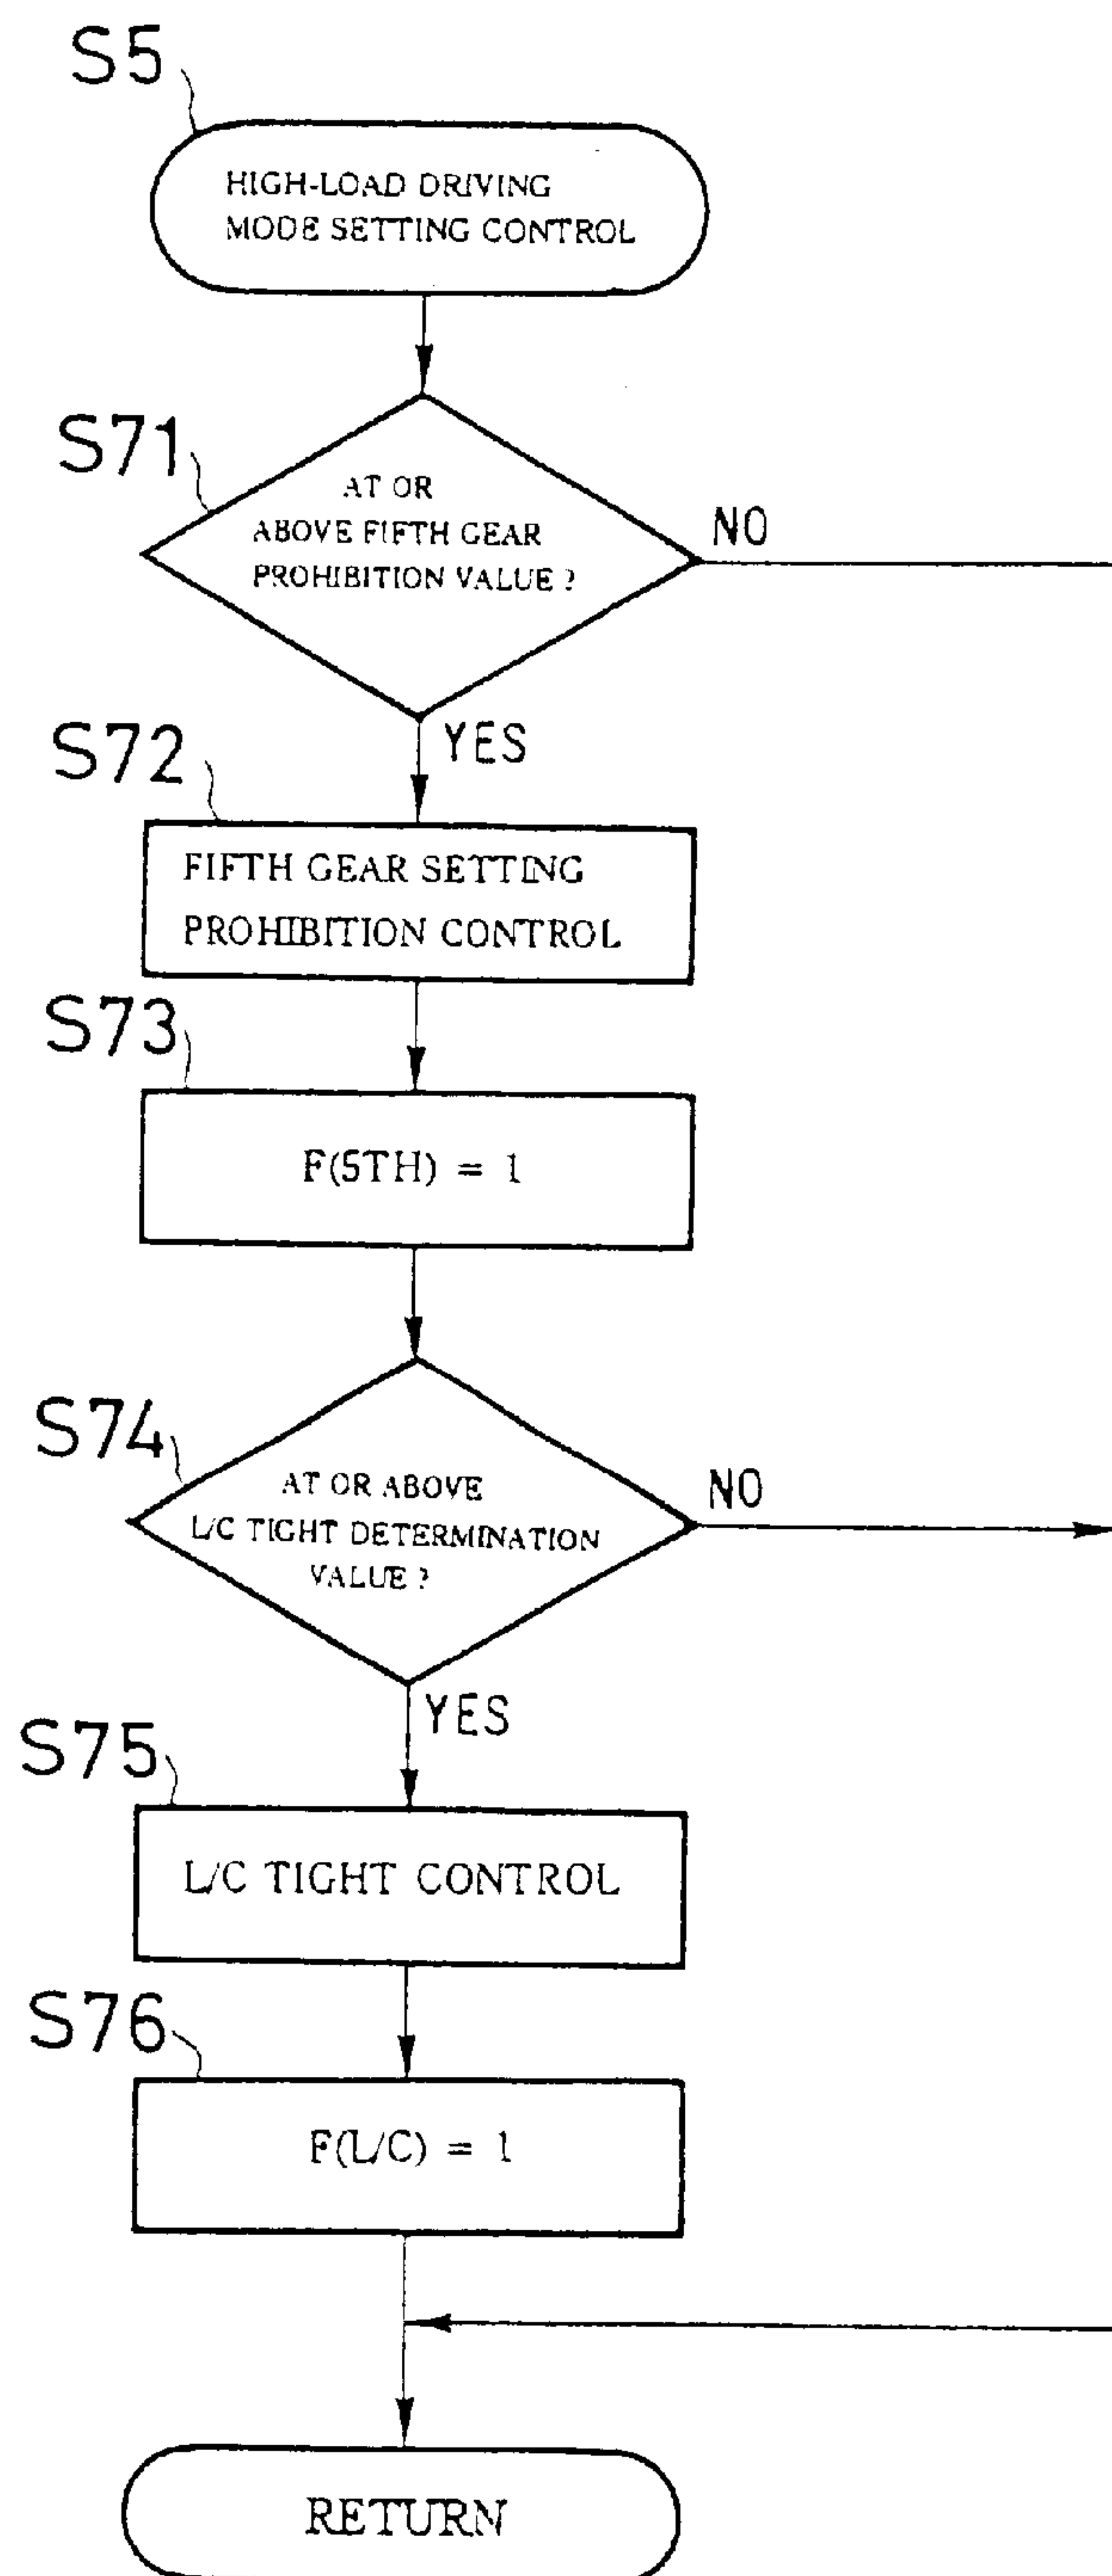 S5
HIGH-LOAD DRIVING
MODE SETTING CONTROL
S71
AT OR
ABOVE FIFTH GEAR
PROHIBITION VALUE ?
NO
YES
S72
FIFTH GEAR SETTING
PROHIBITION CONTROL
S73
F(5TH) = 1
S74
AT OR ABOVE
L/C TIGHT DETERMINATION
VALUE ?
NO
YES
S75
L/C TIGHT CONTROL
S76
F(L/C) = 1
RETURN